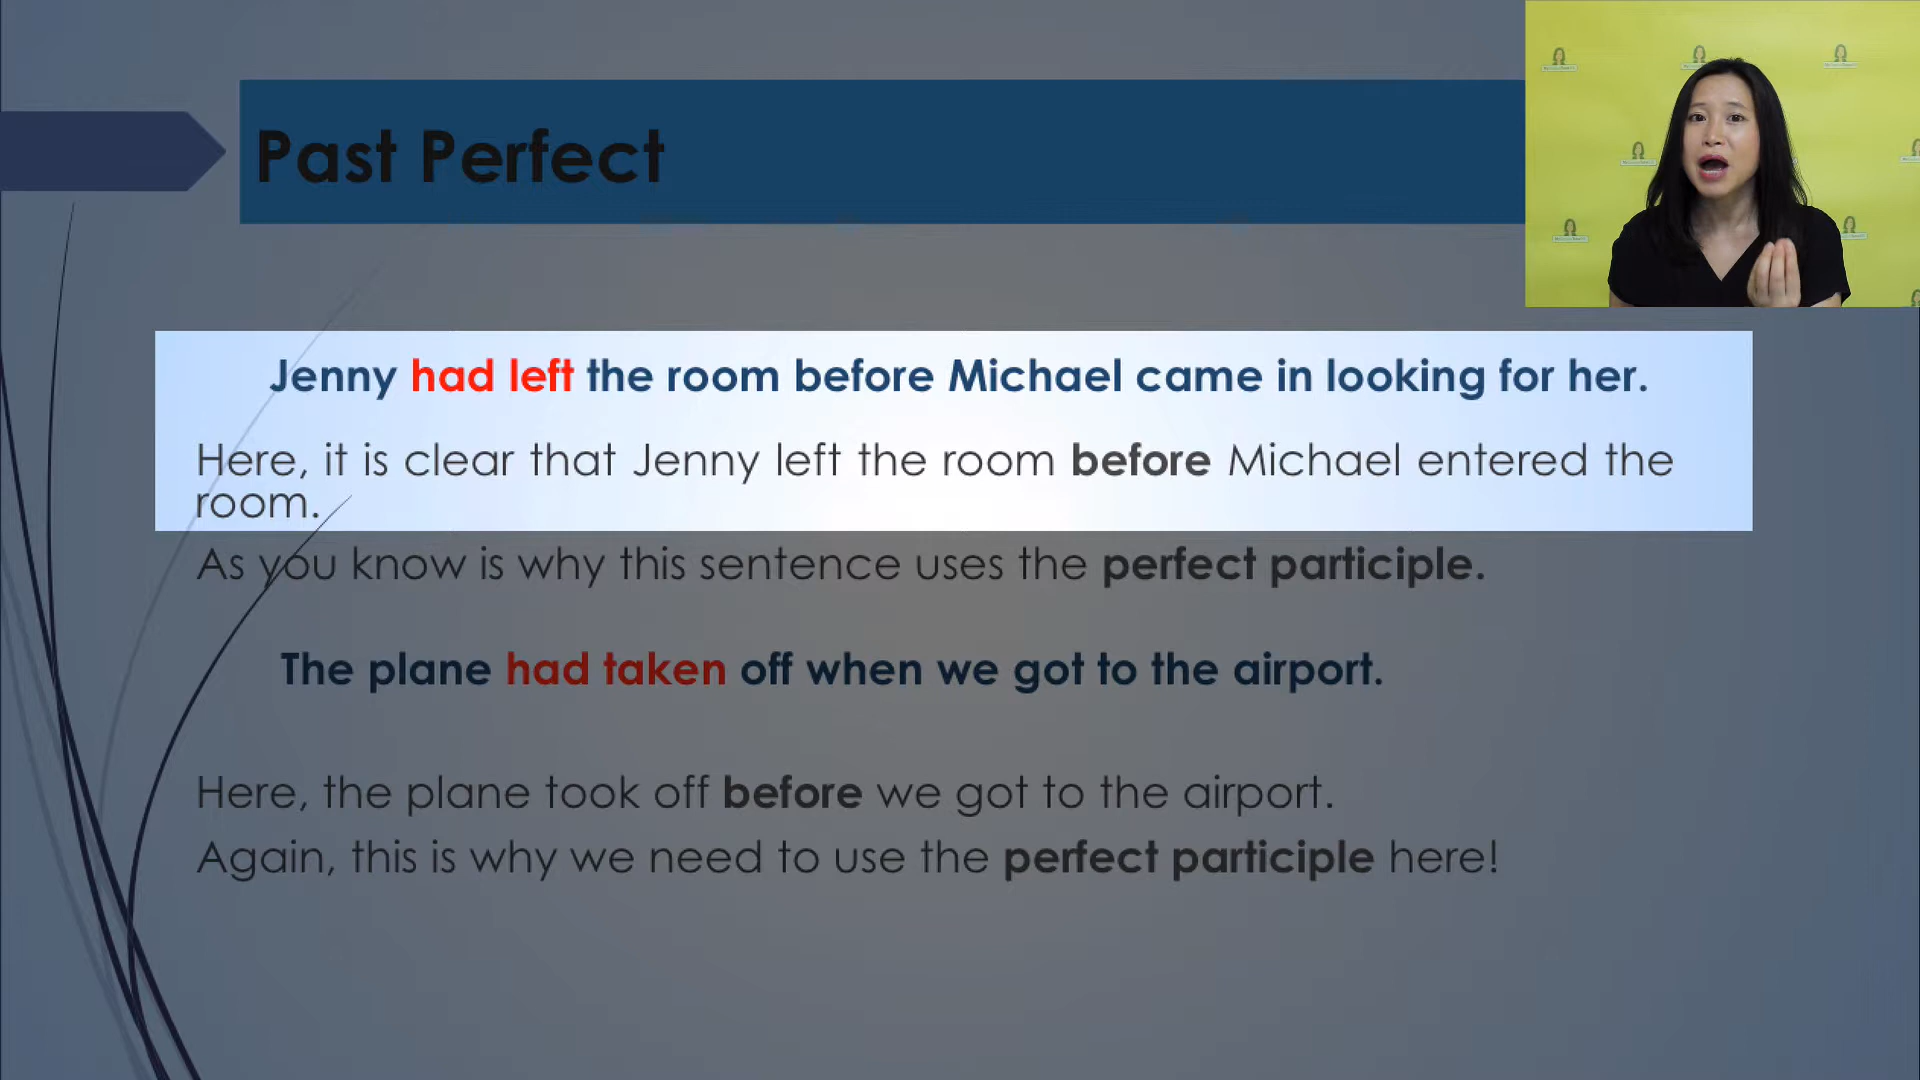 Past Perfect
Jenny had left the room before Michael came in looking for her.
Here, it is clear that Jenny left the room before Michael entered the
room.
As you know is why this sentence uses the perfect participle.
The plane had taken off when we got to the airport.
Here, the plane took off before we got to the airport.
Again, this is why we need to use the perfect participle here!